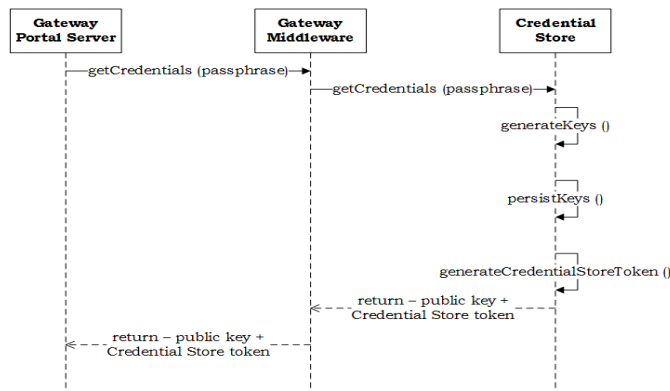 Gateway
Portal Server
Gateway
Middleware
Credential
Store
getCredentials (passphrase)
getCredentials (passphrase)
generateKeys ()
persistKeys ()
generateCredentialStoreToken ()
return – public key +
Credential Store token
return – public key +
Credential Store token